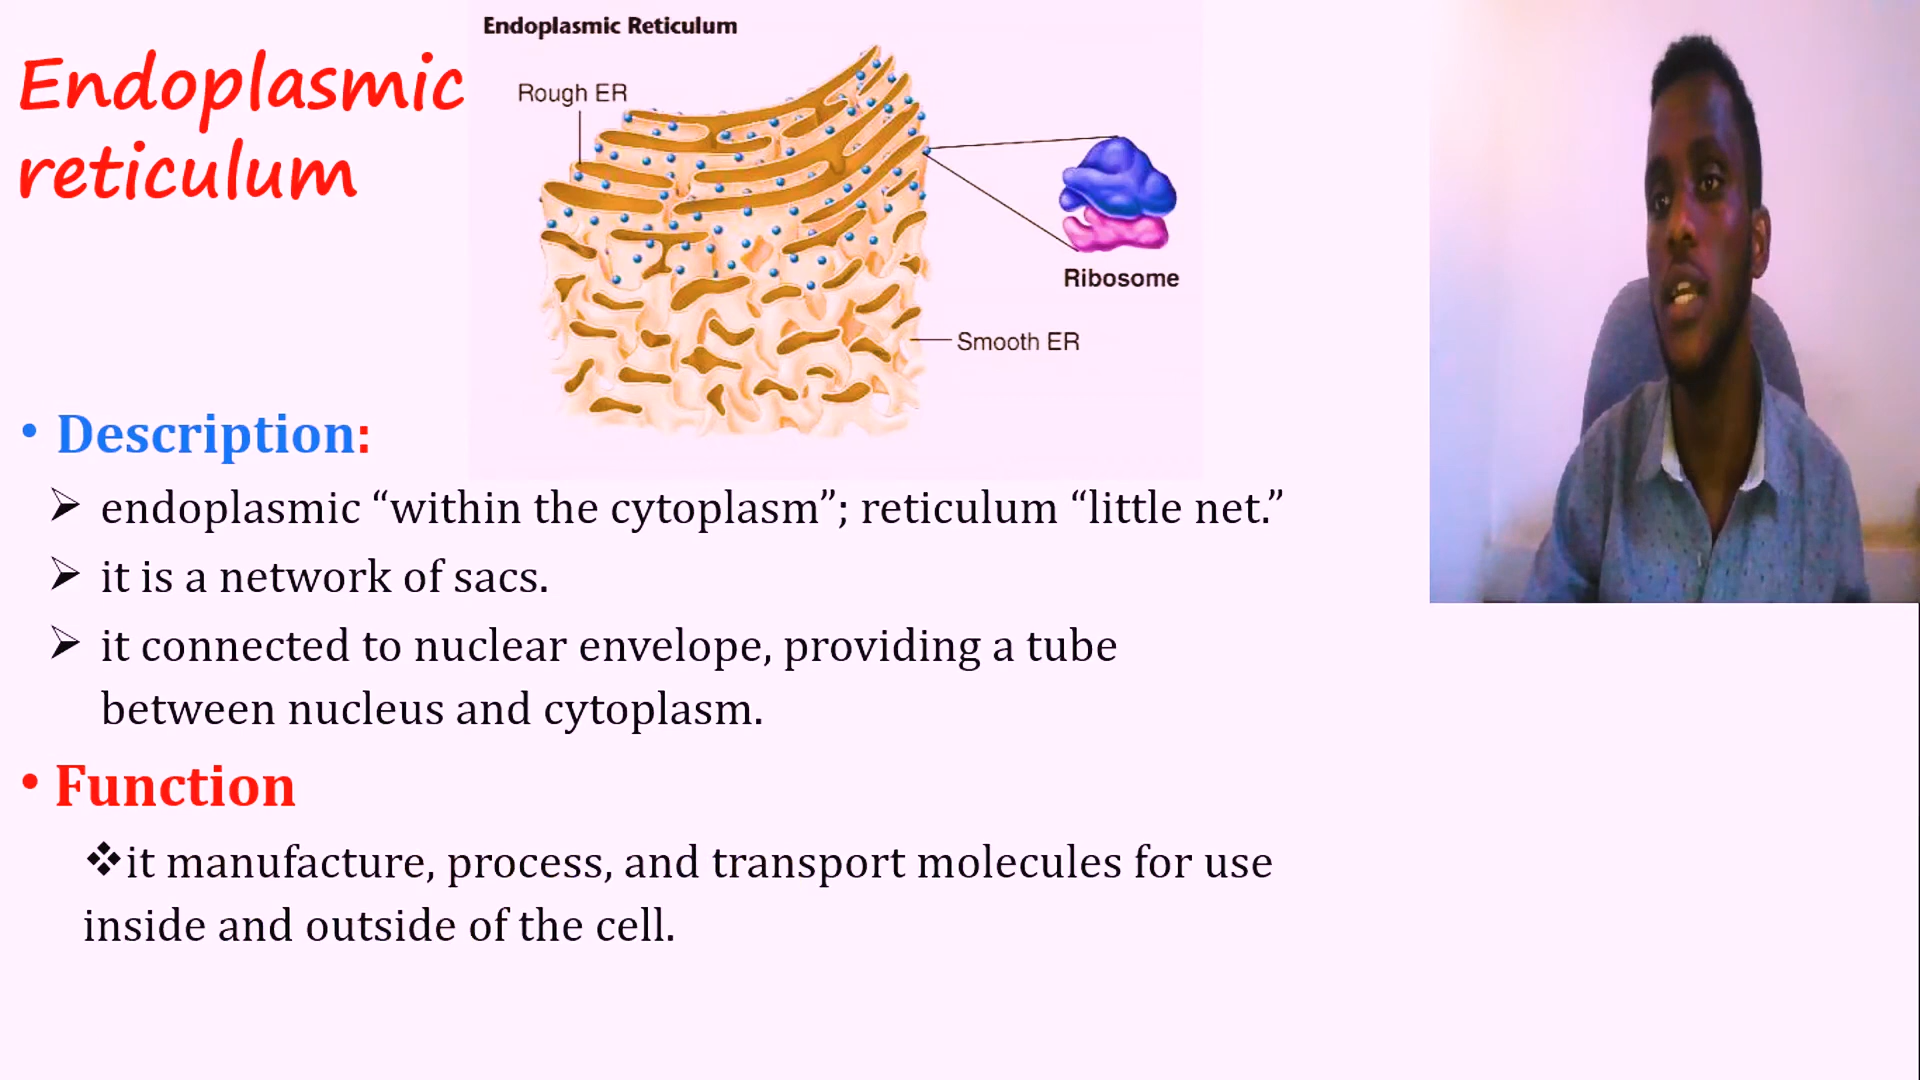 Endoplasmic
reticulum
Endoplasmic Reticulum
Rough ER
Ribosome
Smooth ER
• Description:
➢ endoplasmic “within the cytoplasm”; reticulum “little net.”
➢ it is a network of sacs.
➢ it connected to nuclear envelope, providing a tube
between nucleus and cytoplasm.
• Function
❖it manufacture, process, and transport molecules for use
inside and outside of the cell.